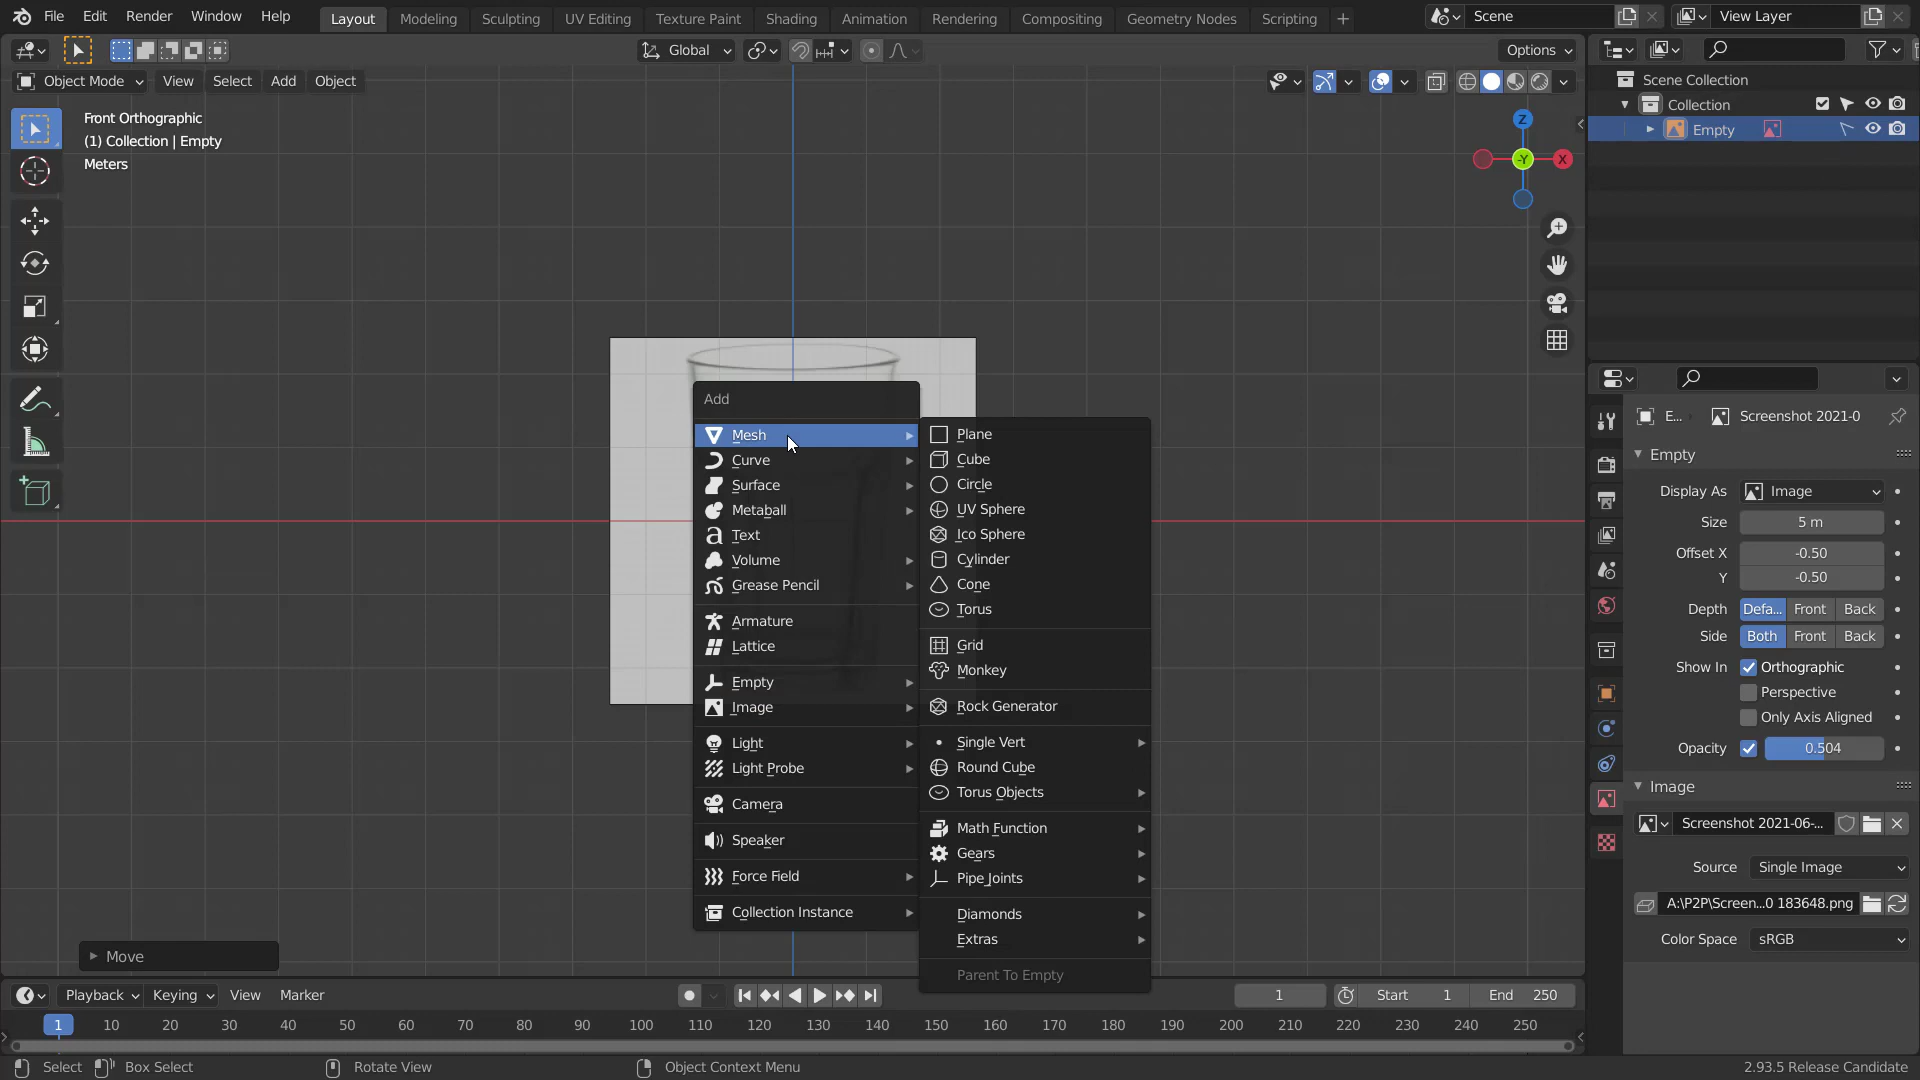 File Edit Render Window Help Layout Modeling Sculpting UV Editing Texture Paint Shading Animation Rendering Compositing Geometry Nodes Scripting + Scene View Layer
Global Options
Object Mode View Select Add Object
Front Orthographic
(1) Collection | Empty
Meters
Z
-Y
X
Scene Collection
Collection
Empty
Add
Mesh
Curve
Surface
Metaball
Text
Volume
Grease Pencil
Armature
Lattice
Empty
Image
Light
Light Probe
Camera
Speaker
Force Field
Collection Instance
Plane
Cube
Circle
UV Sphere
Ico Sphere
Cylinder
Cone
Torus
Grid
Monkey
Rock Generator
Single Vert
Round Cube
Torus Objects
Math Function
Gears
Pipe Joints
Diamonds
Extras
Parent To Empty
E... Screenshot 2021-0
Empty
Display As Image
Size 5 m
Offset X -0.50
Y -0.50
Depth Defa... Front Back
Side Both Front Back
Show In Orthographic
Perspective
Only Axis Aligned
Opacity 0.504
Image
Screenshot 2021-06-...
Source Single Image
A:\P2P\Screen...0 183648.png
Color Space sRGB
Move
Playback Keying View Marker 1 Start 1 End 250
1 10 20 30 40 50 60 70 80 90 100 110 120 130 140 150 160 170 180 190 200 210 220 230 240 250
Select Box Select Rotate View Object Context Menu 2.93.5 Release Candidate